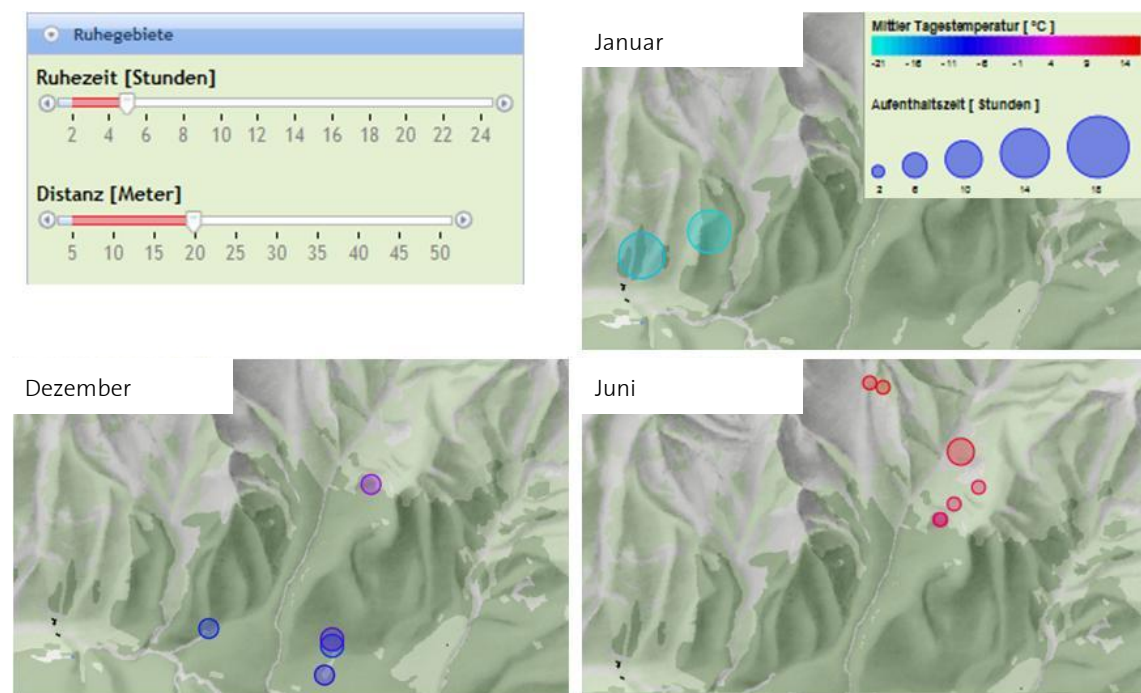 Ruhegebiete
Ruhezeit [Stunden]
2 4 6 8 10 12 14 16 18 20 22 24
Distanz [Meter]
5 10 15 20 25 30 35 40 45 50
Januar
Mittler Tagestemperatur [ °C ]
-21 -16 -11 -6 -1 4 9 14
Aufenthaltszeit [ Stunden ]
2 6 10 14 18
Dezember
Juni